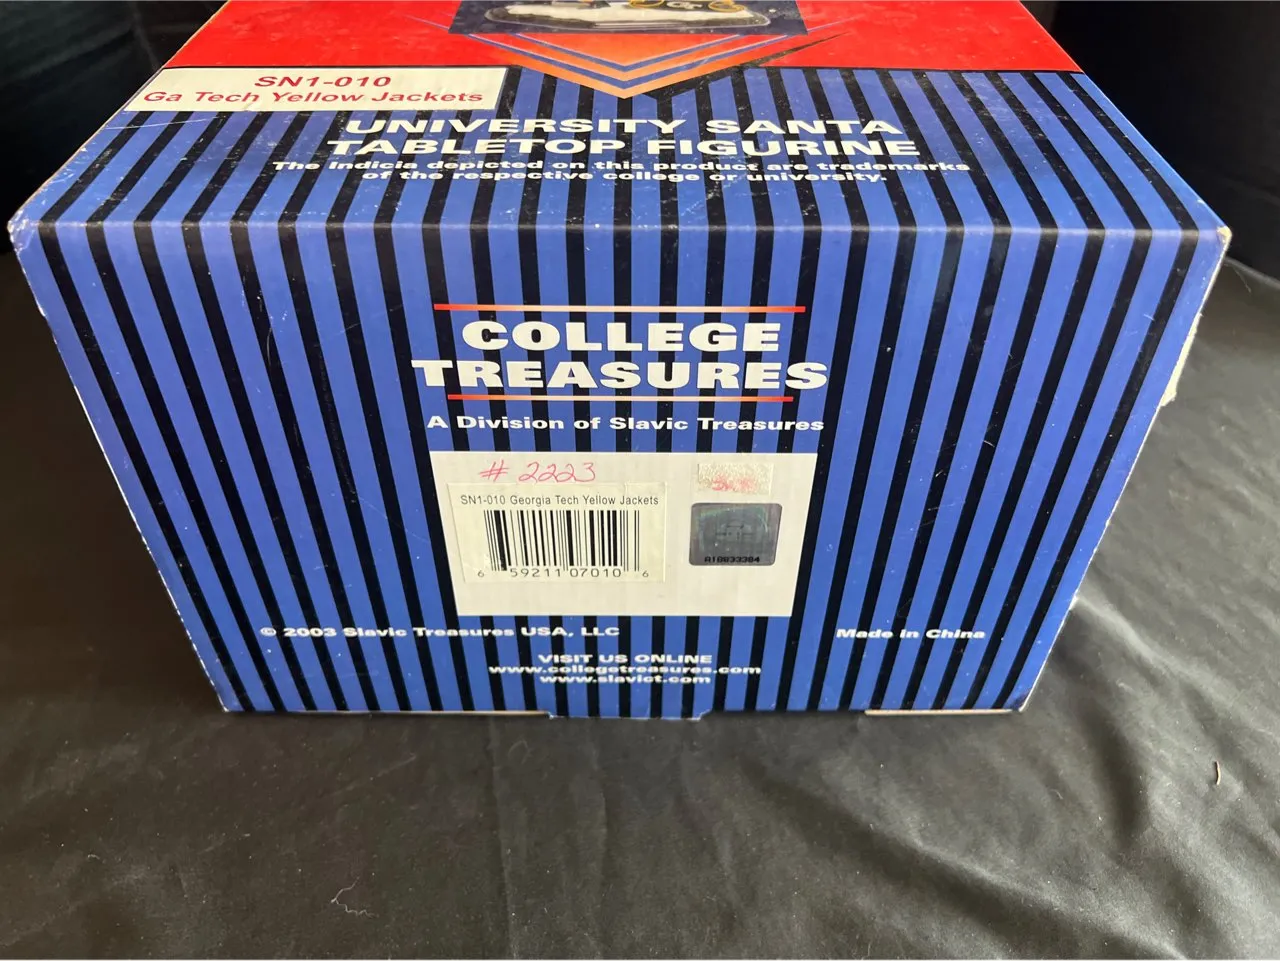 SN1-010
Ga Tech Yellow Jackets
UNIVERSITY SANTA
TABLETOP FIGURINE
The indicia depicted on this product are trademarks
of the respective college or university.
COLLEGE
TREASURES
A Division of Slavic Treasures
# 2223
SN1-010 Georgia Tech Yellow Jackets
6 59211 07010 6
© 2003 Slavic Treasures USA, LLC
Made in China
VISIT US ONLINE
www.collegetreasures.com
www.slavict.com